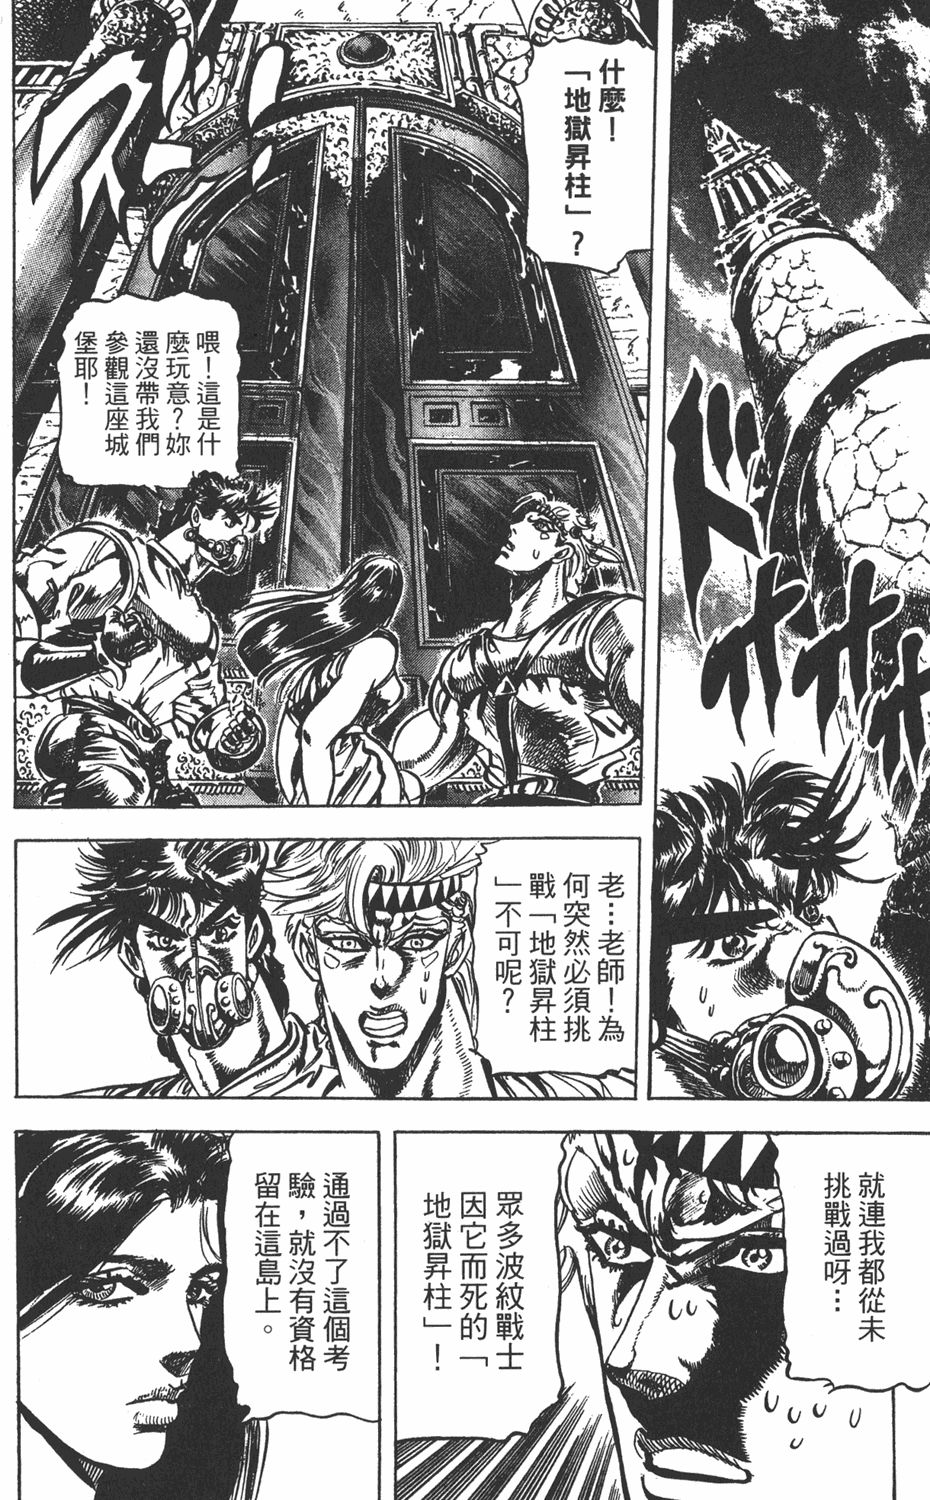 ドドドド
什麼！
「地獄昇柱」？
喂！這是什
麼玩意？妳
還沒帶我們
參觀這座城
堡耶！
老…老師！為
何突然必須挑
戰「地獄昇柱
」不可呢？
就連我都從未
挑戰過呀…
眾多波紋戰士
因它而死的「
地獄昇柱」！
通過不了這個考
驗，就沒有資格
留在這島上。